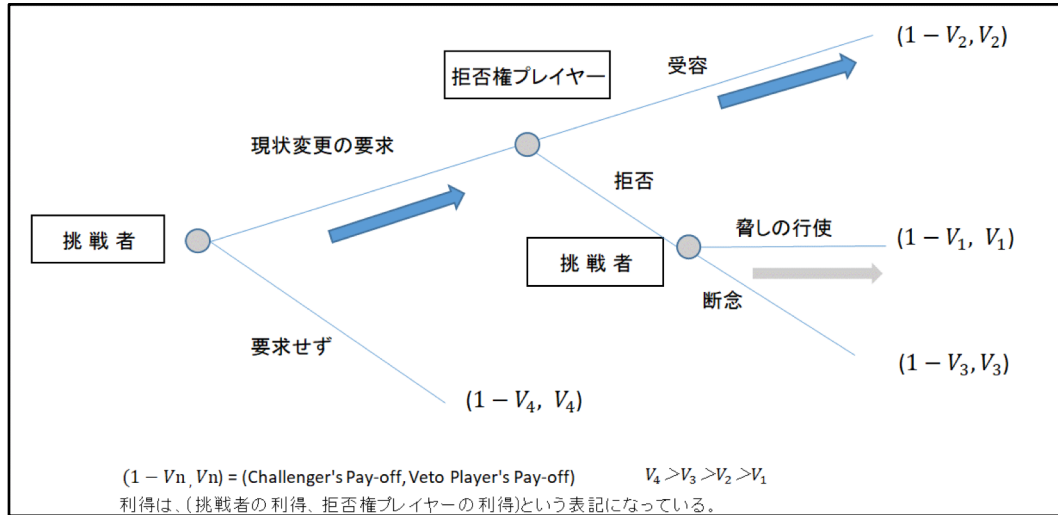 (1 − V₂, V₂)
受容
拒否権プレイヤー
現状変更の要求
拒否
挑 戦 者
脅しの行使
(1 − V₁, V₁)
挑 戦 者
断念
要求せず
(1 − V₃, V₃)
(1 − V₄, V₄)
(1 − Vn, Vn) = (Challenger's Pay-off, Veto Player's Pay-off) V₄ >V₃ >V₂ >V₁
利得は、(挑戦者の利得、拒否権プレイヤーの利得)という表記になっている。